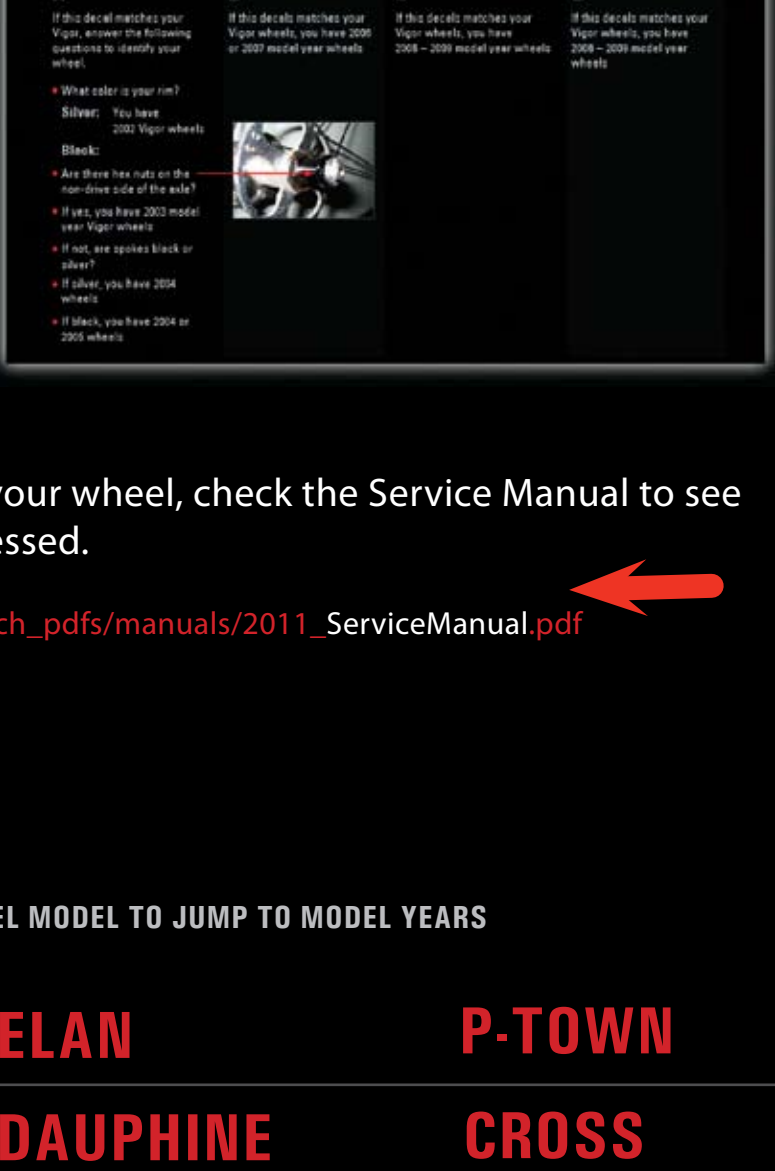 If this decal matches your
Vigor, answer the following
questions to identify your
wheel.
• What color is your rim?
Silver: You have
2002 Vigor wheels
Black:
• Are there hex nuts on the
non-drive side of the axle?
• If yes, you have 2003 model
year Vigor wheels
• If not, are spokes black or
silver?
• If silver, you have 2004
wheels
• If black, you have 2004 or
2005 wheels
If this decals matches your
Vigor wheels, you have 2006
or 2007 model year wheels
If this decals matches your
Vigor wheels, you have
2008 – 2009 model year wheels
If this decals matches your
Vigor wheels, you have
2008 – 2009 model year
wheels
your wheel, check the Service Manual to see
essed.
ch_pdfs/manuals/2011_ServiceManual.pdf
EL MODEL TO JUMP TO MODEL YEARS
ELAN
P-TOWN
DAUPHINE
CROSS